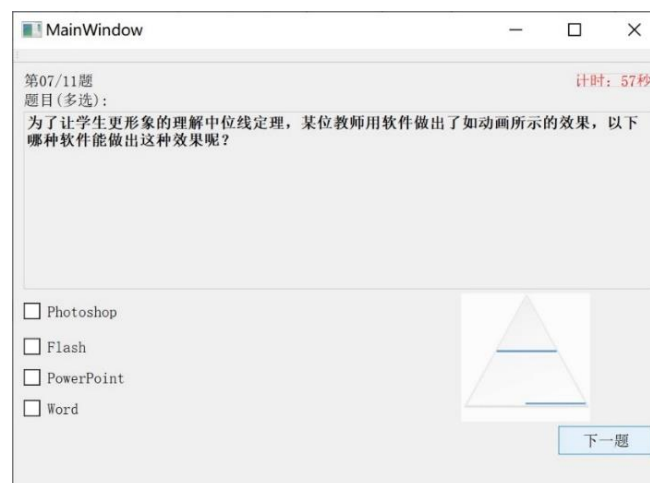 MainWindow
第07/11题
计时: 57秒
题目(多选):
为了让学生更形象的理解中位线定理，某位教师用软件做出了如动画所示的效果，以下
哪种软件能做出这种效果呢？
Photoshop
Flash
PowerPoint
Word
下一题